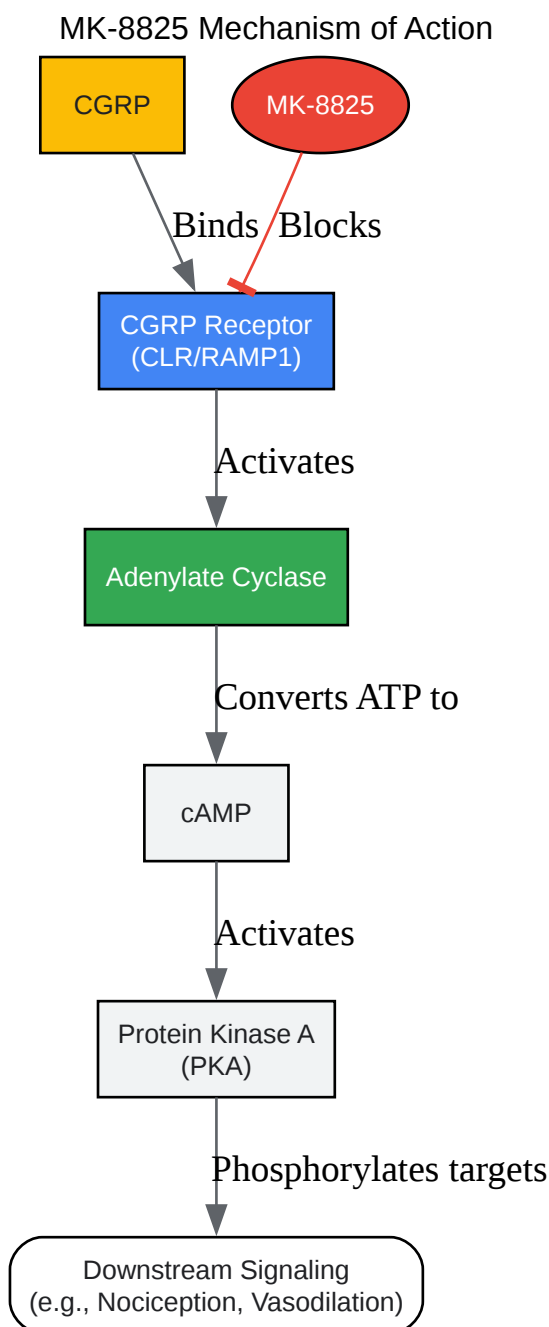 MK-8825 Mechanism of Action
CGRP
MK-8825
Binds
Blocks
CGRP Receptor
(CLR/RAMP1)
Activates
Adenylate Cyclase
Converts ATP to
cAMP
Activates
Protein Kinase A
(PKA)
Phosphorylates targets
Downstream Signaling
(e.g., Nociception, Vasodilation)